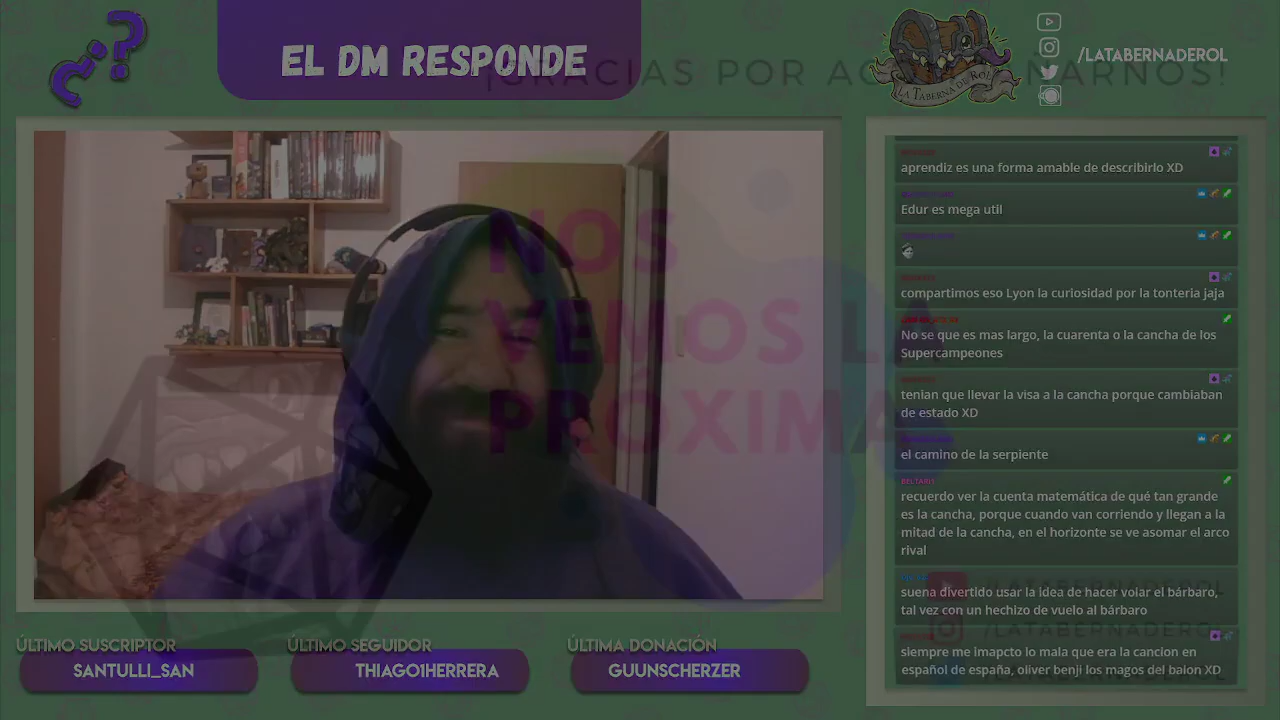 EL DM RESPONDE
¡GRACIAS POR ACOMPAÑARNOS!
LA TABERNA DE ROL
/LATABERNADEROL
NOS
VEMOS LA
PRÓXIMA
aprendiz es una forma amable de describirlo XD
Edur es mega util
compartimos eso Lyon la curiosidad por la tonteria jaja
No se que es mas largo, la cuarenta o la cancha de los
Supercampeones
tenian que llevar la visa a la cancha porque cambiaban
de estado XD
el camino de la serpiente
BELTARIS
recuerdo ver la cuenta matemática de qué tan grande
es la cancha, porque cuando van corriendo y llegan a la
mitad de la cancha, en el horizonte se ve asomar el arco
rival
suena divertido usar la idea de hacer volar el bárbaro,
tal vez con un hechizo de vuelo al bárbaro
/LATABERNADEROL
/LATABERNADEROL
siempre me imapcto lo mala que era la cancion en
español de españa, oliver benji los magos del balon XD
ÚLTIMO SUSCRIPTOR
SANTULLI_SAN
ÚLTIMO SEGUIDOR
THIAGO1HERRERA
ÚLTIMA DONACIÓN
GUUNSCHERZER